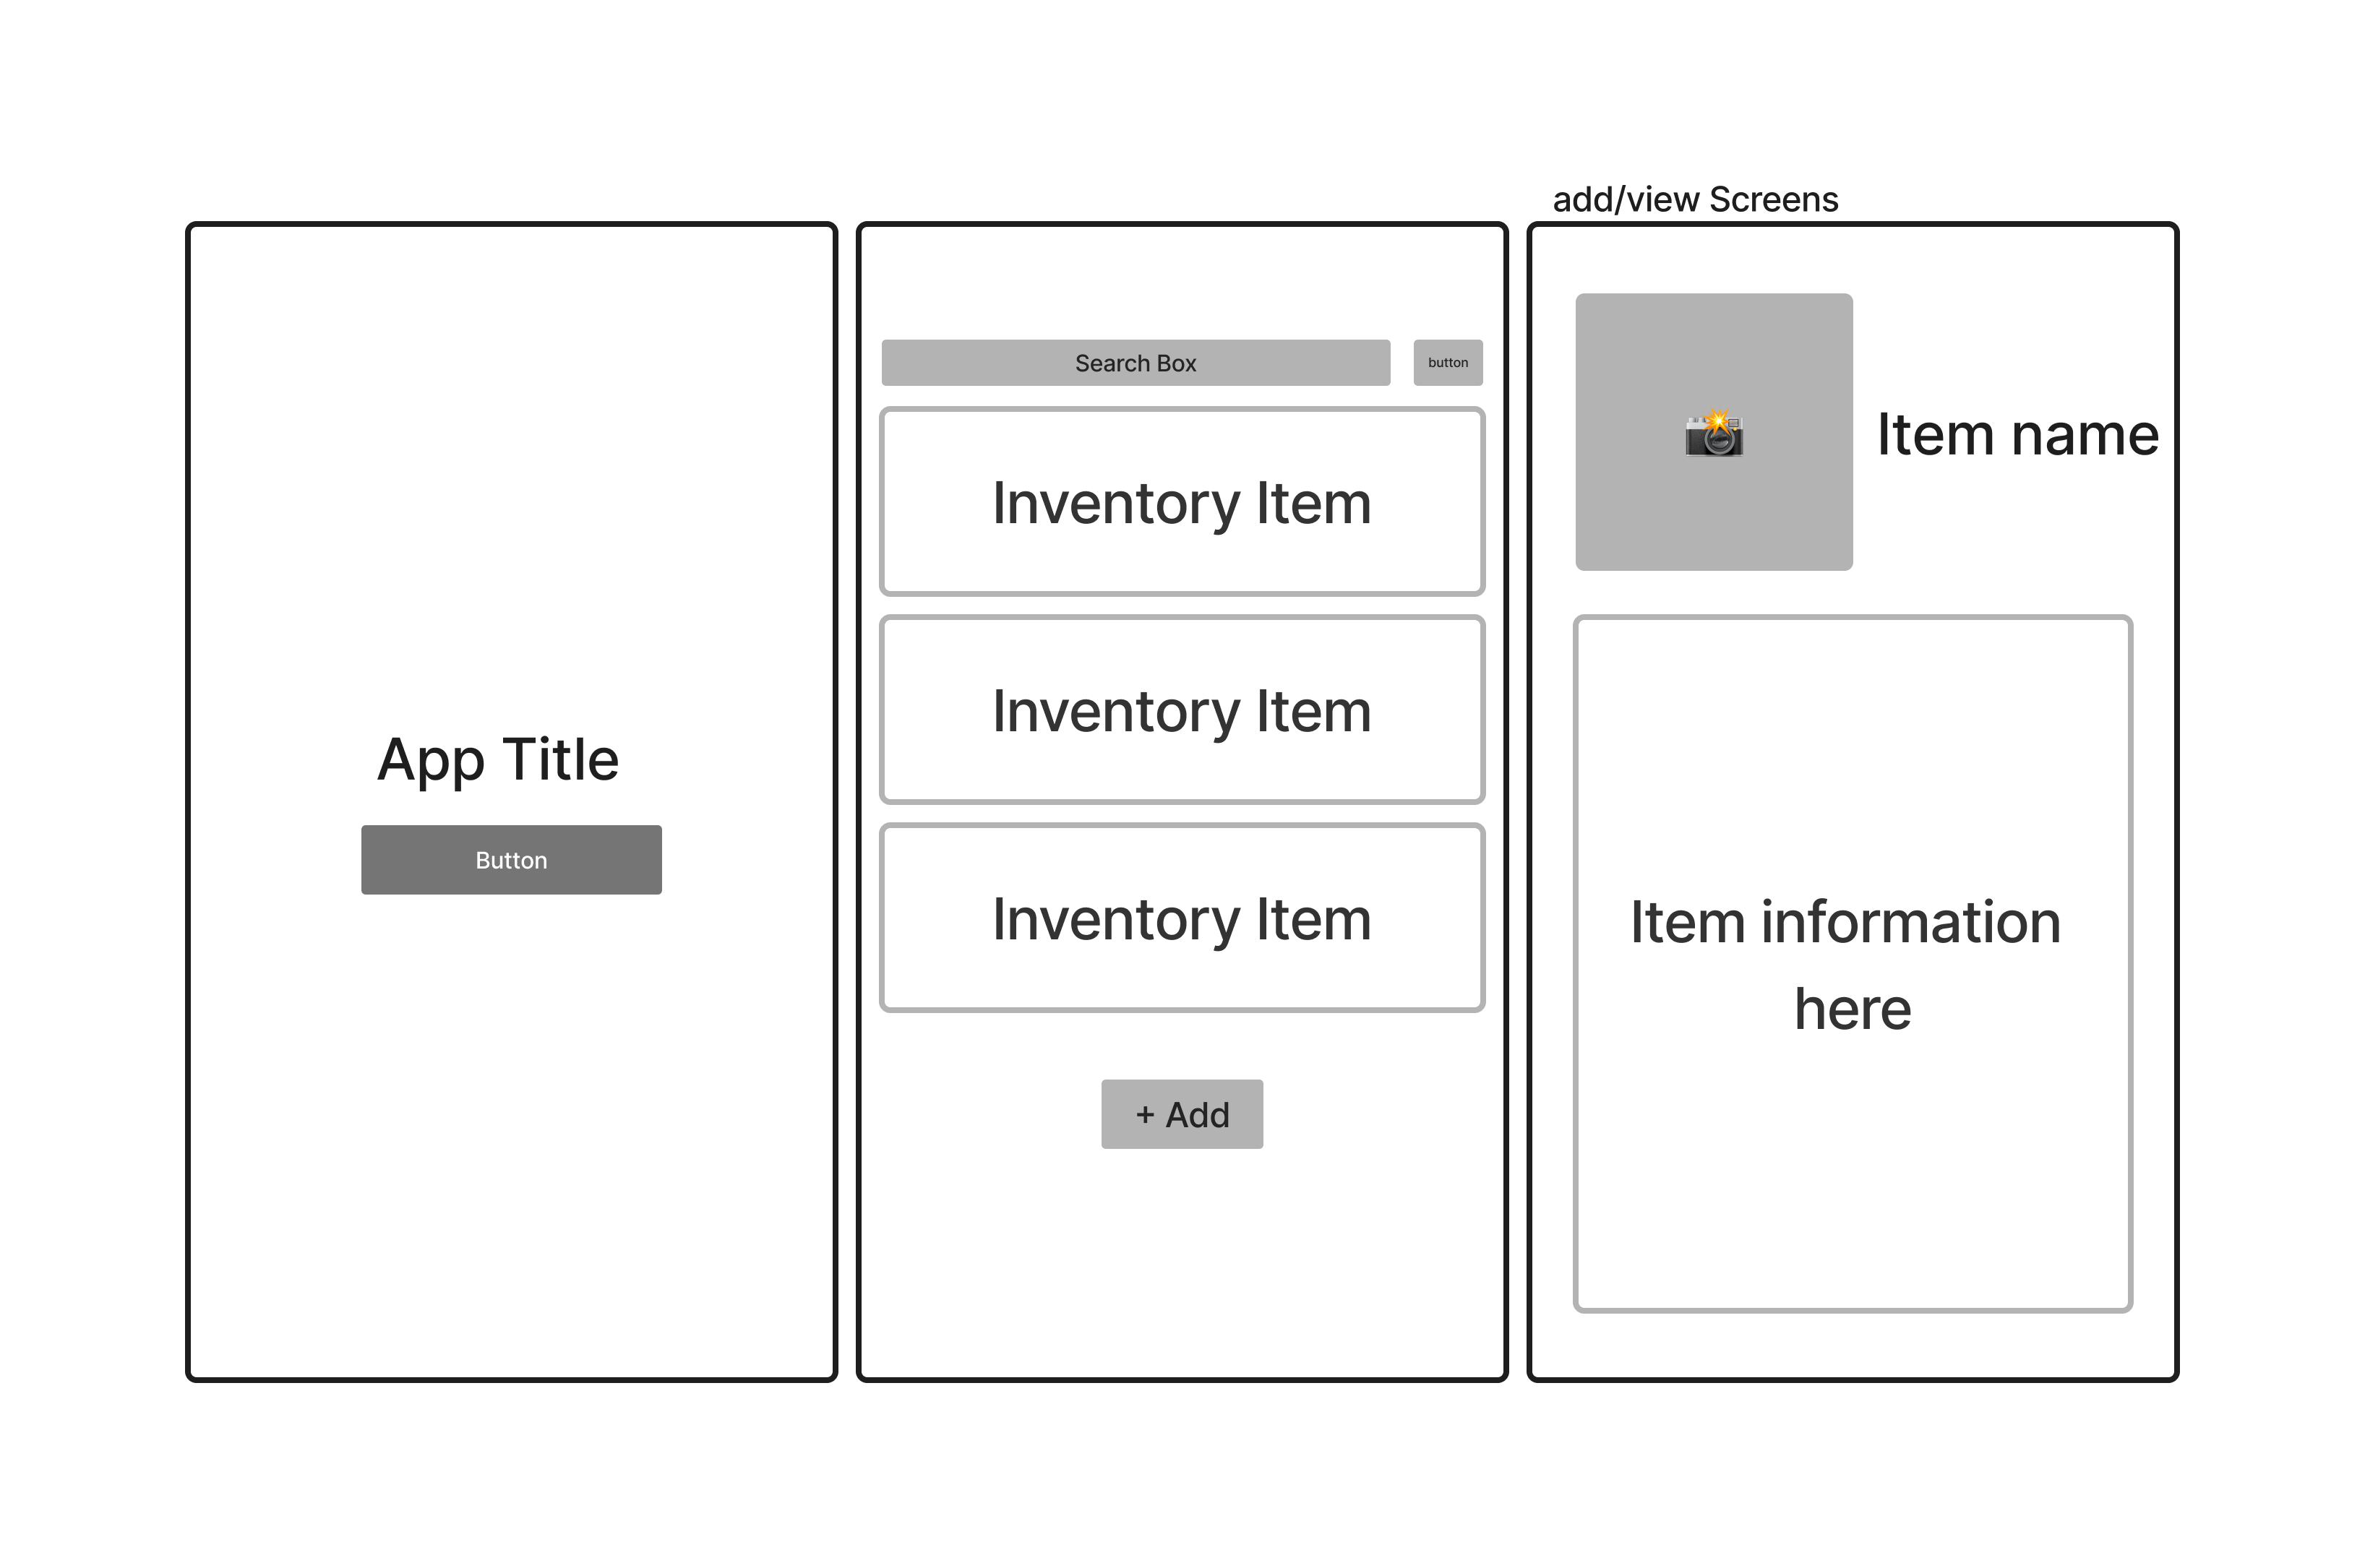 add/view Screens
App Title
Button
Search Box
button
Inventory Item
Inventory Item
Inventory Item
+ Add
Item name
Item information
here